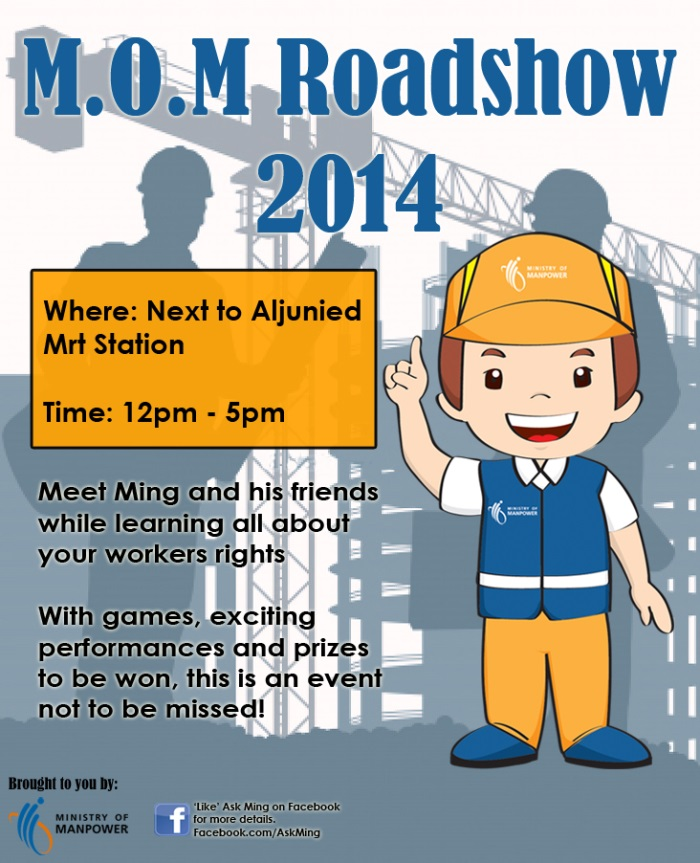 M.O.M Roadshow
2014
MINISTRY OF
MANPOWER
Where: Next to Aljunied
Mrt Station
Time: 12pm - 5pm
Meet Ming and his friends
while learning all about
your workers rights
MINISTRY OF
MANPOWER
With games, exciting
performances and prizes
to be won, this is an event
not to be missed!
Brought to you by:
MINISTRY OF
MANPOWER
f
'Like' Ask Ming on Facebook
for more details.
Facebook.com/AskMing